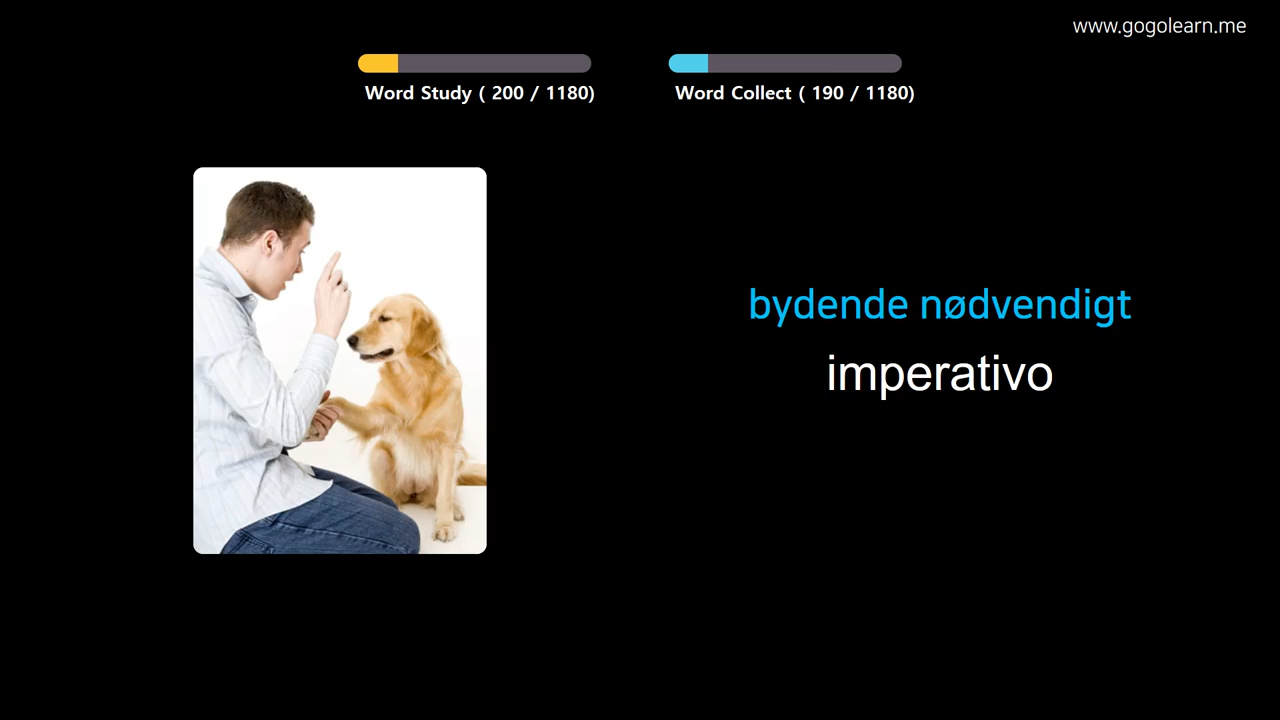 www.gogolearn.me
Word Study ( 200 / 1180)
Word Collect ( 190 / 1180)
bydende nødvendigt
imperativo